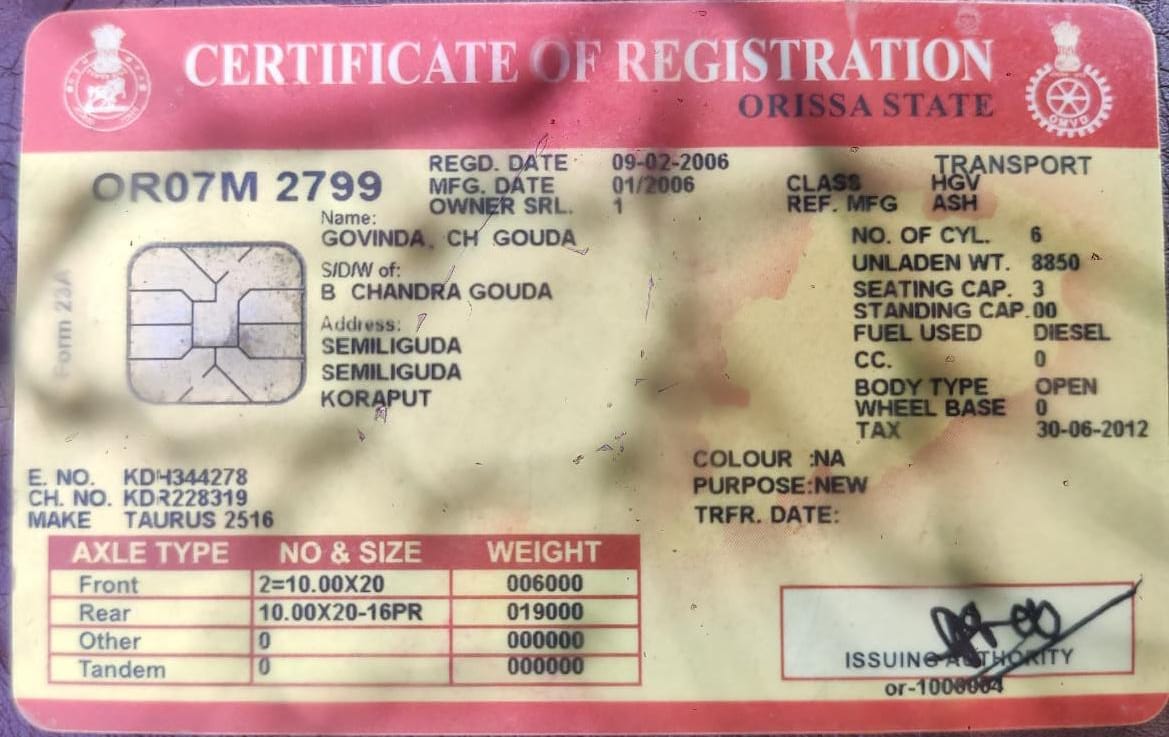 CERTIFICATE OF REGISTRATION
ORISSA STATE
OMVD
OR07M 2799
REGD. DATE 09-02-2006
MFG. DATE 01/2006
OWNER SRL. 1
TRANSPORT
CLASS HGV
REF. MFG ASH
Name:
GOVINDA CH GOUDA
S/D/W of:
B CHANDRA GOUDA
Address:
SEMILIGUDA
SEMILIGUDA
KORAPUT
Form 23A
NO. OF CYL. 6
UNLADEN WT. 8850
SEATING CAP. 3
STANDING CAP.00
FUEL USED DIESEL
CC. 0
BODY TYPE OPEN
WHEEL BASE 0
TAX 30-06-2012
E. NO. KDH344278
CH. NO. KDR228319
MAKE TAURUS 2516
COLOUR :NA
PURPOSE:NEW
TRFR. DATE:
AXLE TYPE NO & SIZE WEIGHT
Front 2=10.00X20 006000
Rear 10.00X20-16PR 019000
Other 0 000000
Tandem 0 000000
ISSUING AUTHORITY